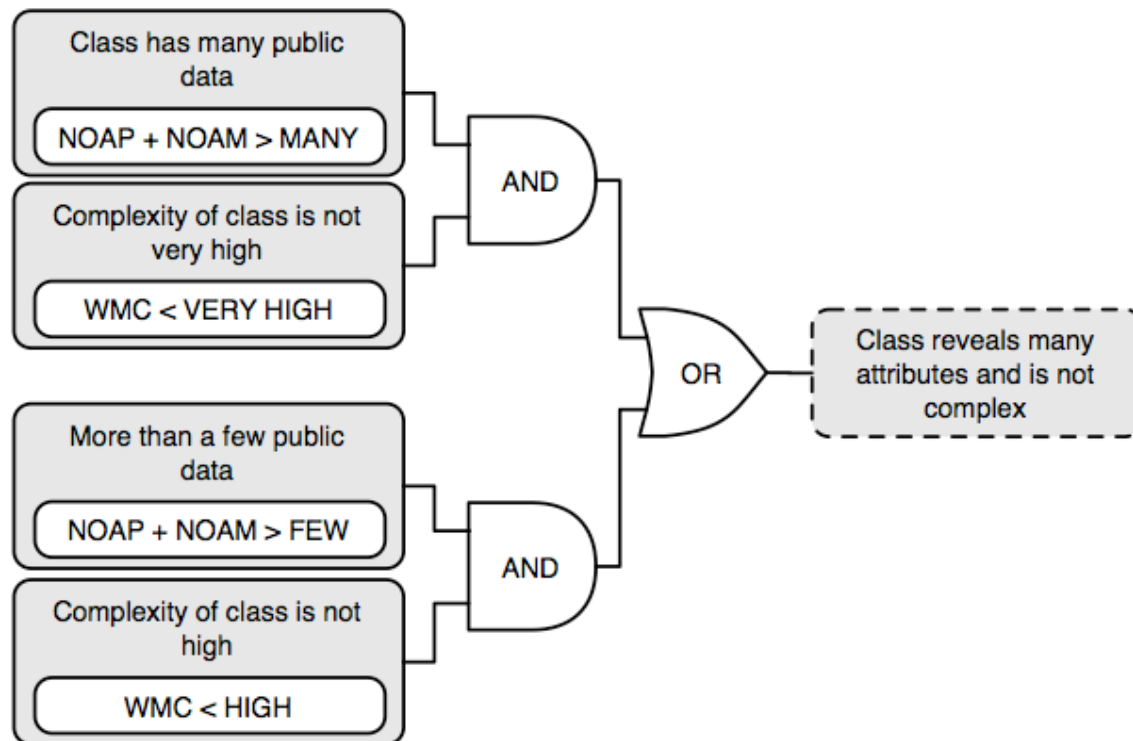 Class has many public
data
NOAP + NOAM > MANY
Complexity of class is not
very high
WMC < VERY HIGH
AND
More than a few public
data
NOAP + NOAM > FEW
Complexity of class is not
high
WMC < HIGH
AND
OR
Class reveals many
attributes and is not
complex